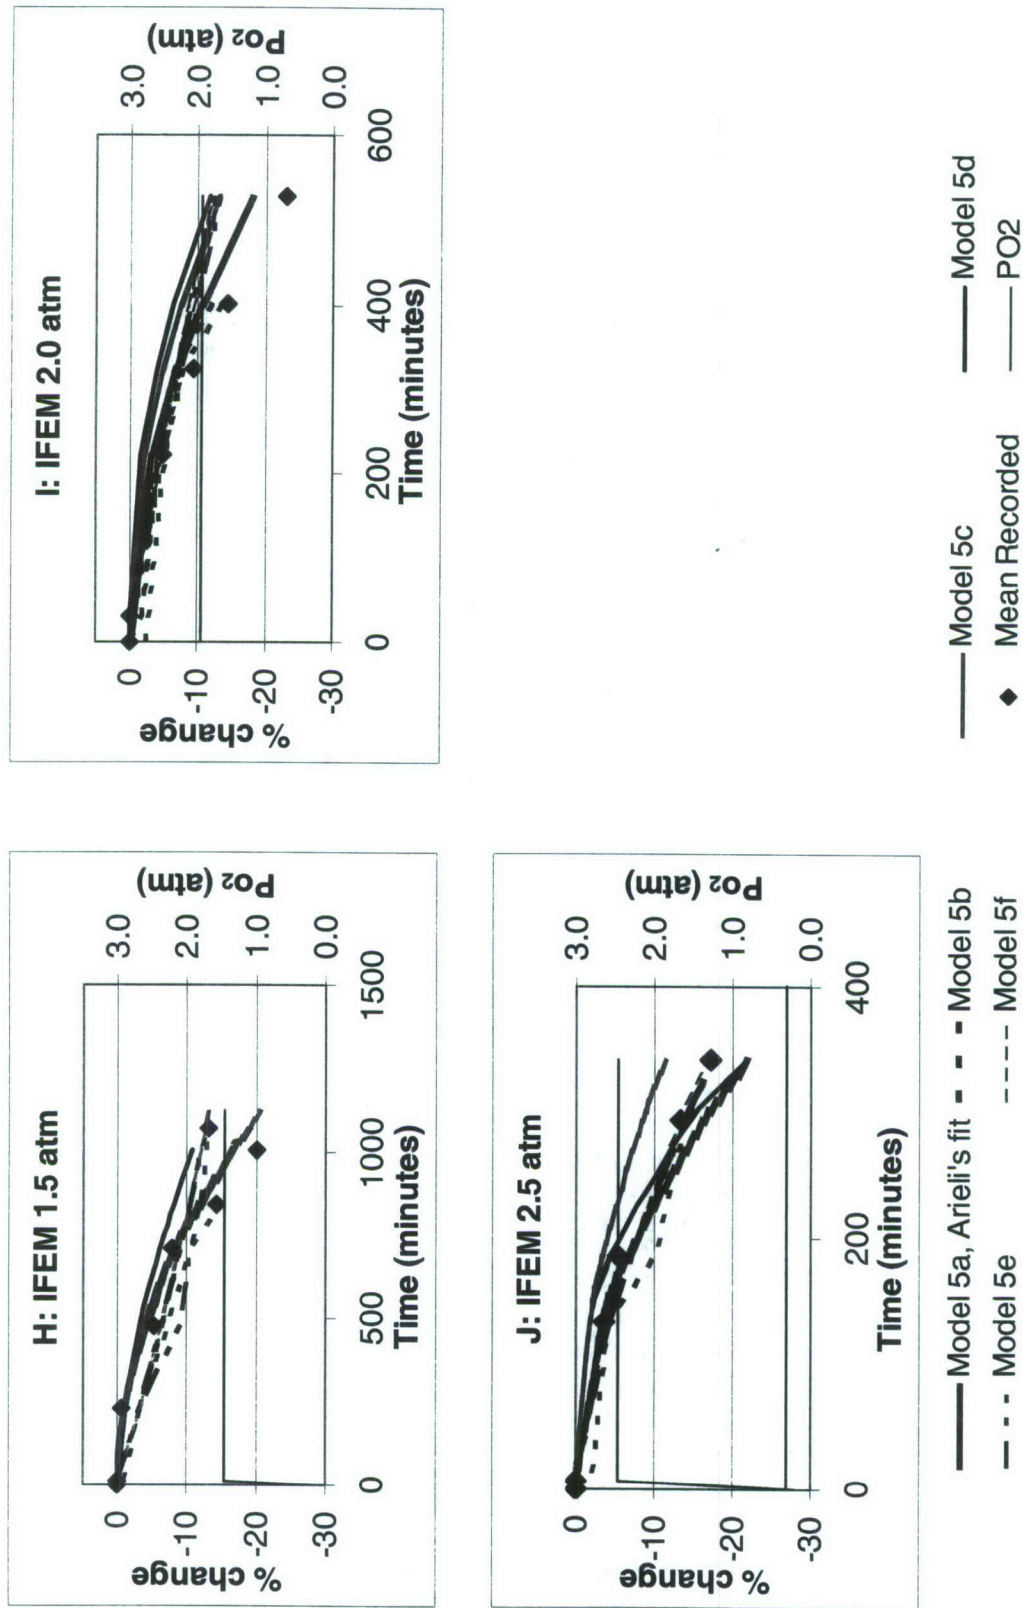 H: IFEM 1.5 atm
% change
0
-10
-20
-30
0
500
1000
1500
Time (minutes)
3.0
2.0
1.0
0.0
PO2 (atm)
I: IFEM 2.0 atm
% change
0
-10
-20
-30
0
200
400
600
Time (minutes)
3.0
2.0
1.0
0.0
PO2 (atm)
J: IFEM 2.5 atm
% change
0
-10
-20
-30
0
200
400
Time (minutes)
3.0
2.0
1.0
0.0
PO2 (atm)
Model 5a, Arieli's fit Model 5b Model 5c Model 5d
Model 5e Model 5f Mean Recorded PO2